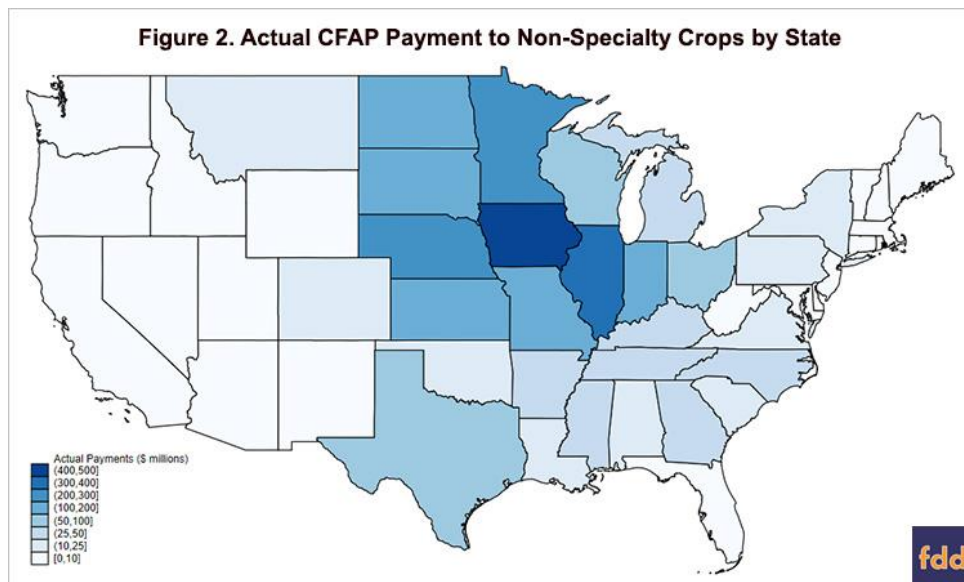 Figure 2. Actual CFAP Payment to Non-Specialty Crops by State
Actual Payments ($ millions)
(400,500]
(300,400]
(200,300]
(100,200]
(50,100]
(25,50]
(10,25]
[0,10]
fdd